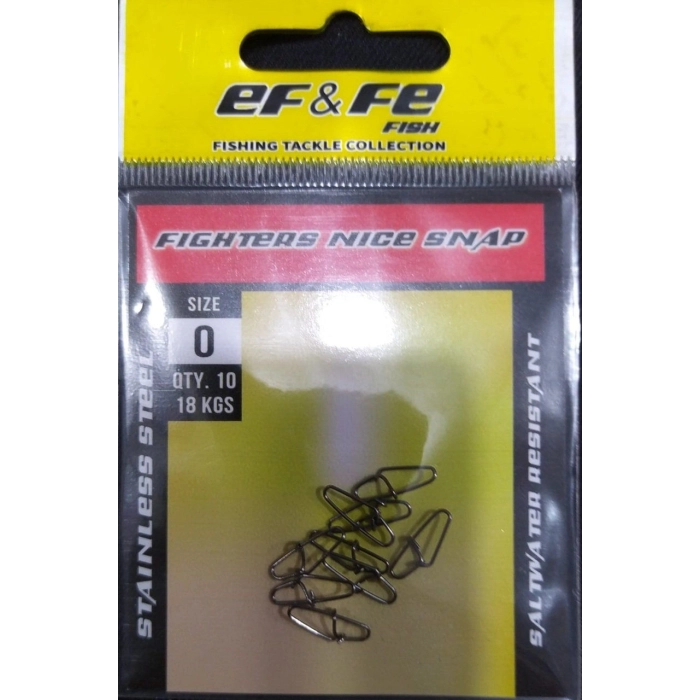 EF & FE
FISH
FISHING TACKLE COLLECTION
FIGHTERS NICE SNAP
SIZE
0
QTY. 10
18 KGS
STAINLESS STEEL
SALTWATER RESISTANT